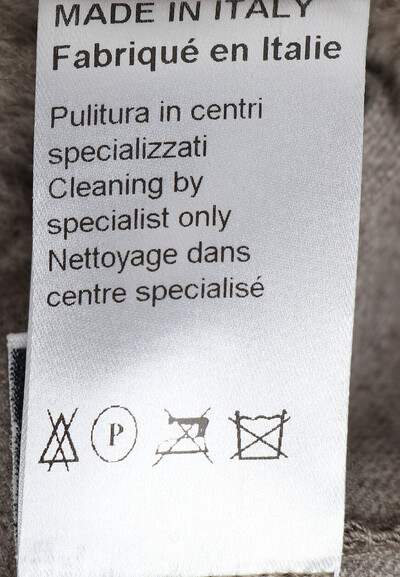 MADE IN ITALY
Fabriqué en Italie
Pulitura in centri
specializzati
Cleaning by
specialist only
Nettoyage dans
centre specialisé
P